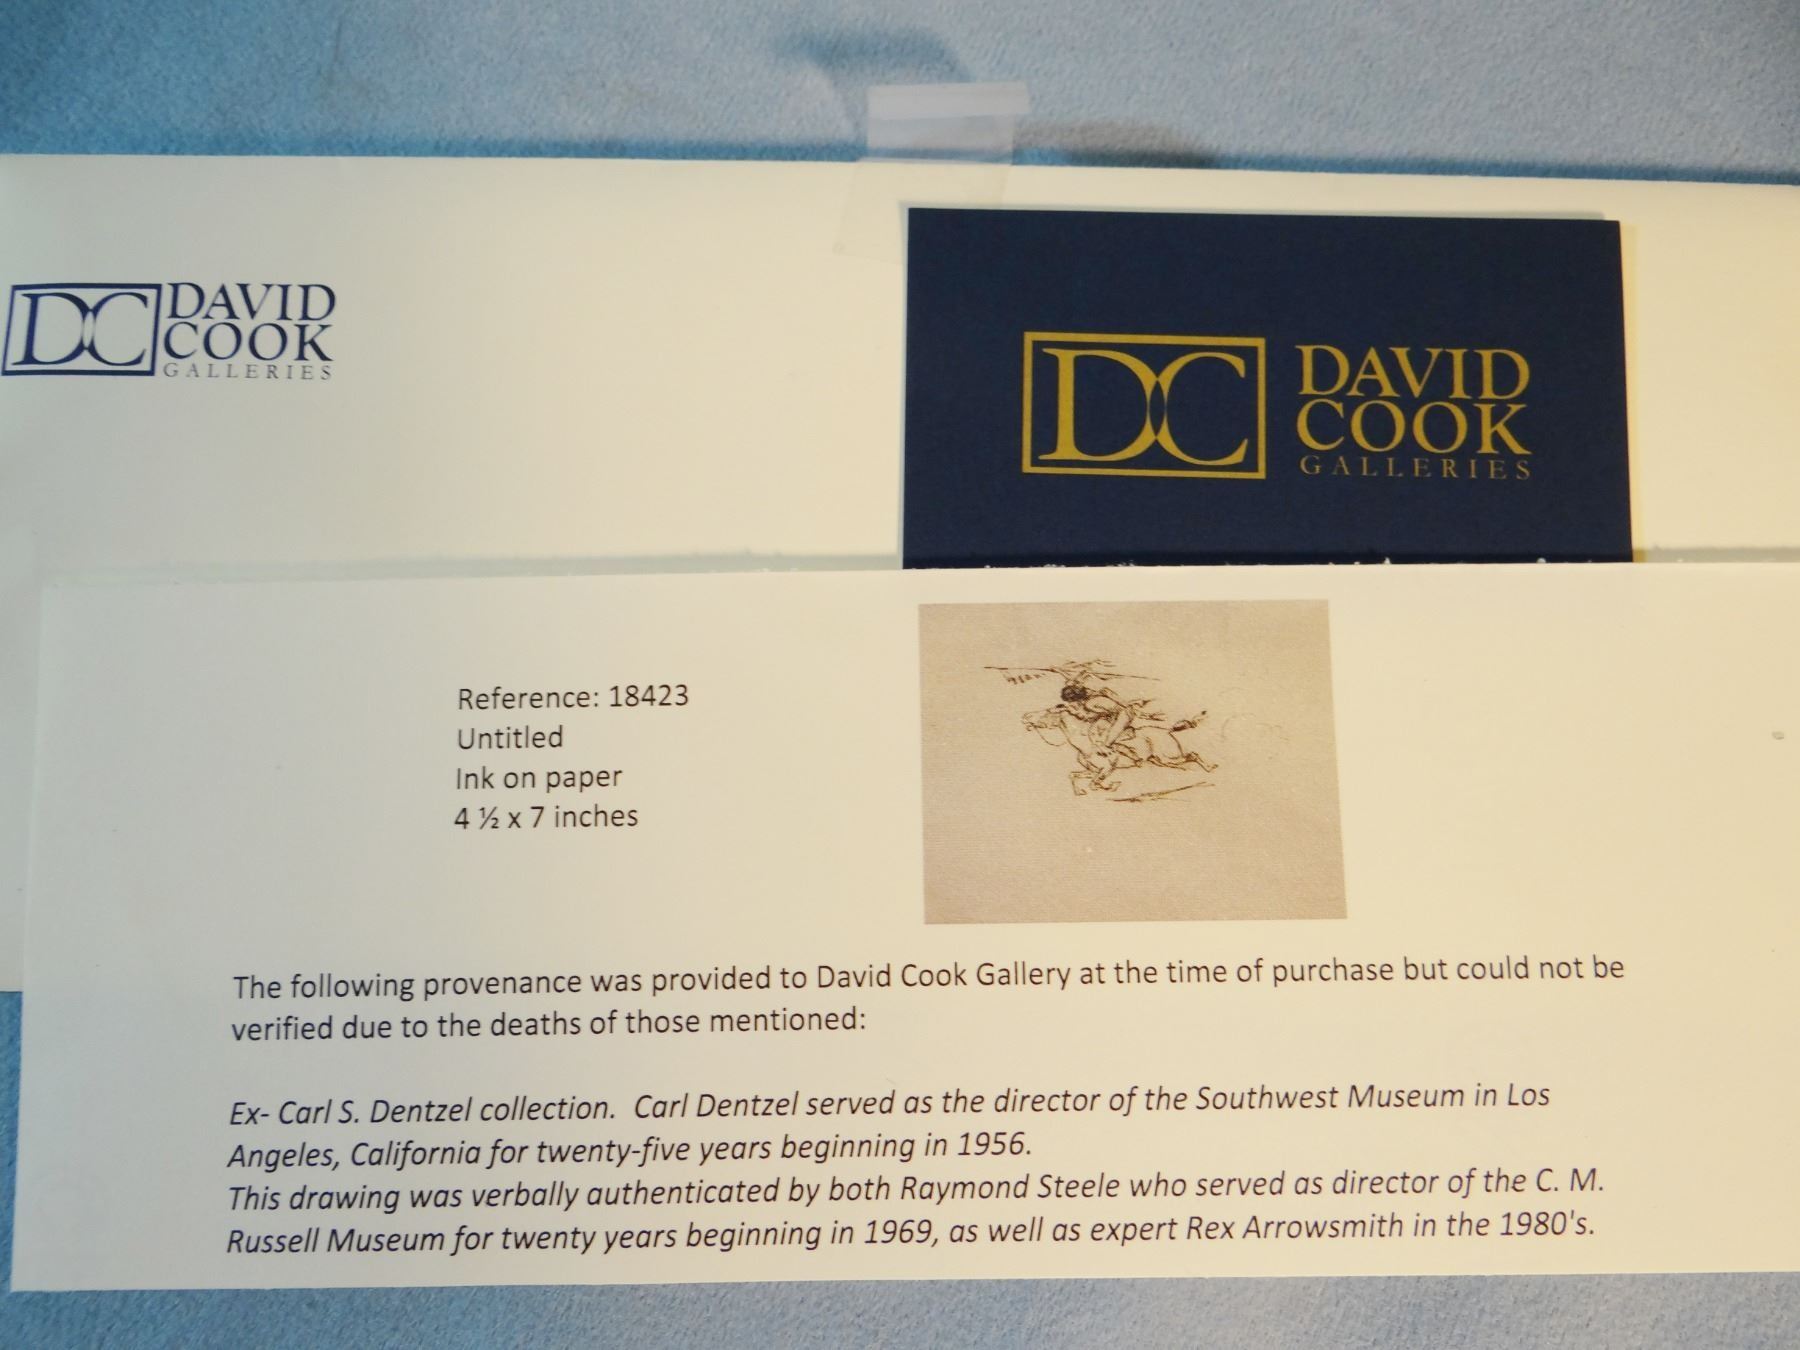 DC DAVID
COOK
GALLERIES
DC DAVID
COOK
GALLERIES
Reference: 18423
Untitled
Ink on paper
4 ½ x 7 inches
The following provenance was provided to David Cook Gallery at the time of purchase but could not be
verified due to the deaths of those mentioned:
Ex- Carl S. Dentzel collection. Carl Dentzel served as the director of the Southwest Museum in Los
Angeles, California for twenty-five years beginning in 1956.
This drawing was verbally authenticated by both Raymond Steele who served as director of the C. M.
Russell Museum for twenty years beginning in 1969, as well as expert Rex Arrowsmith in the 1980's.